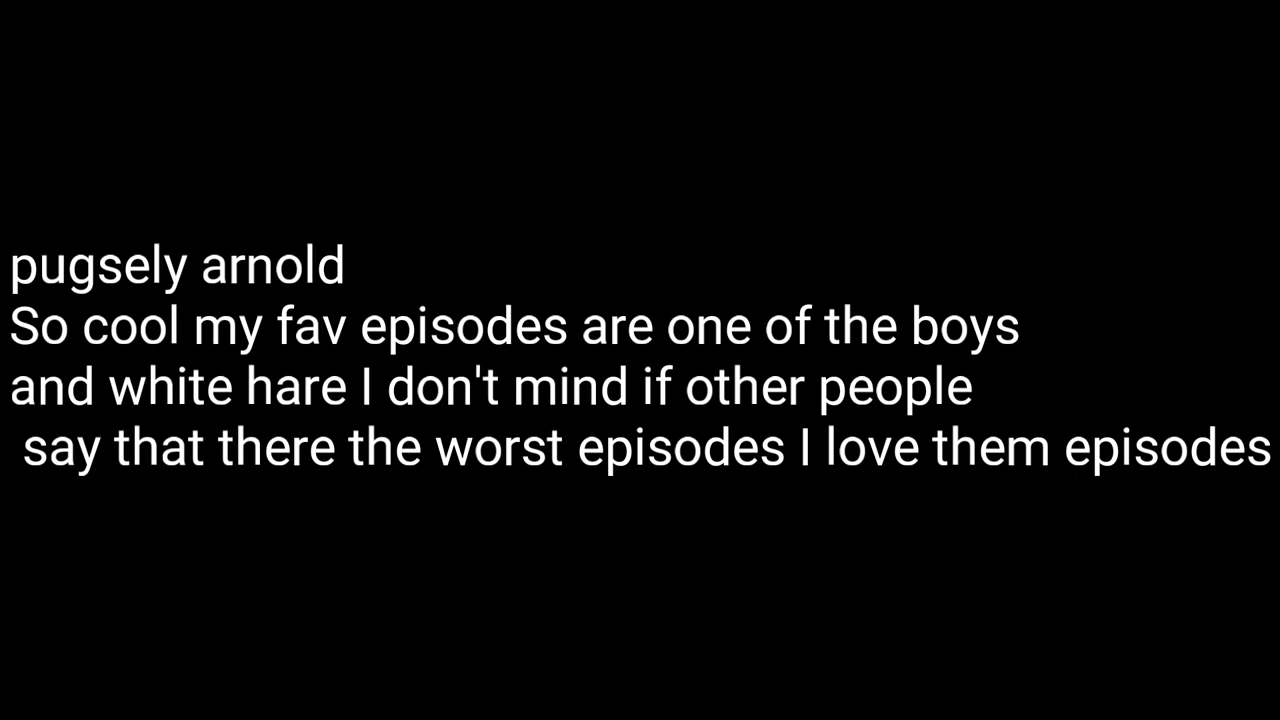 pugsely arnold
So cool my fav episodes are one of the boys
and white hare I don't mind if other people
say that there the worst episodes I love them episodes